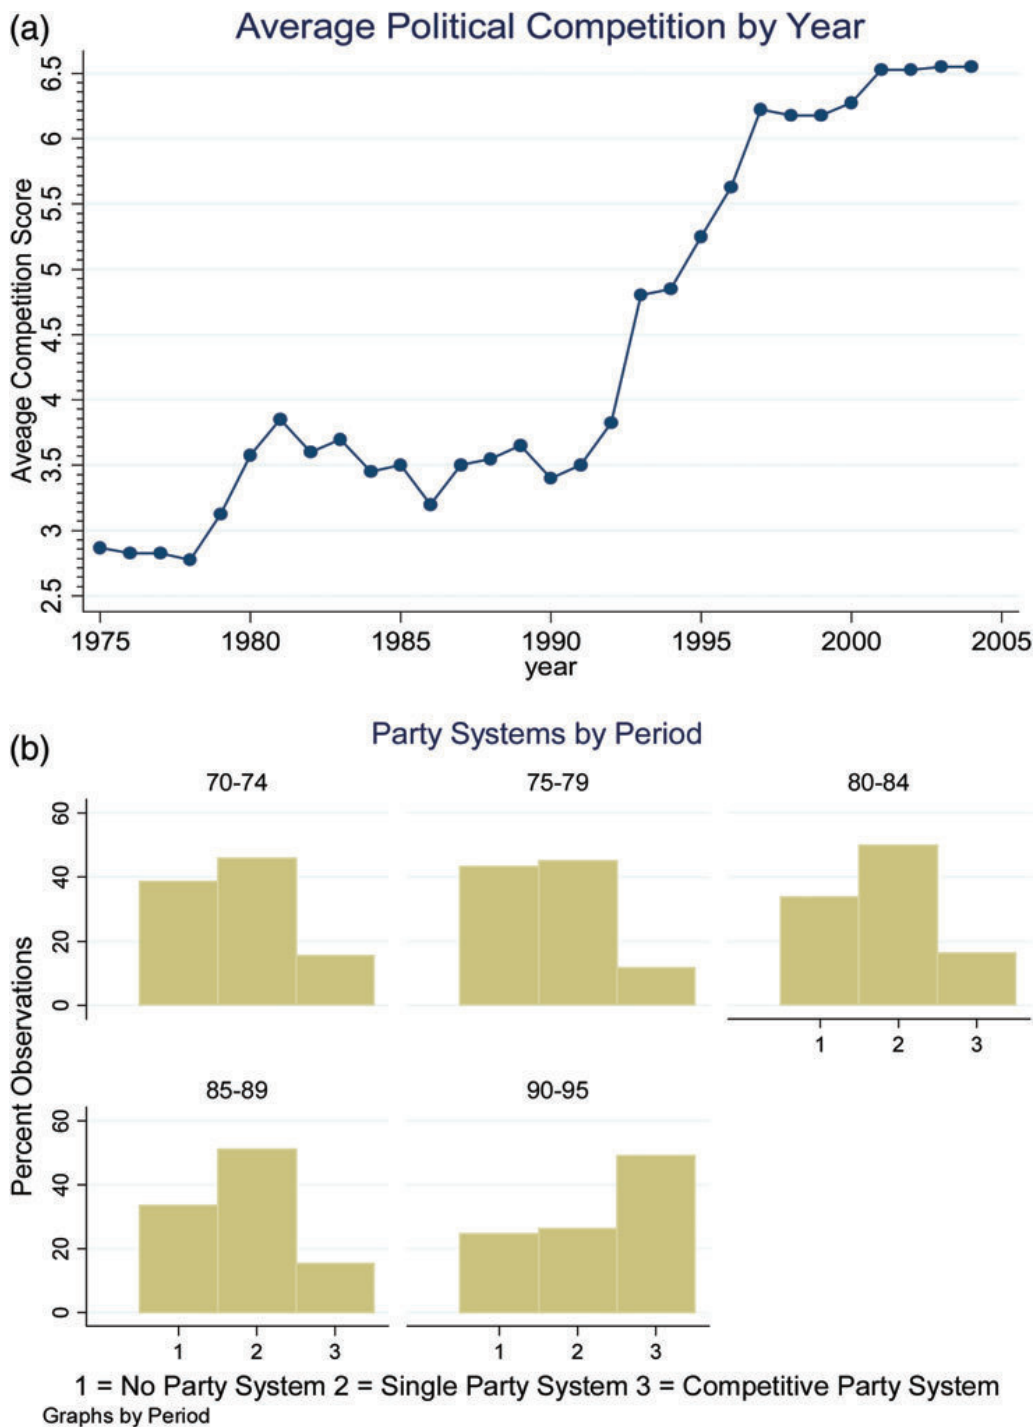 (a)
Average Political Competition by Year
Aveage Competition Score
6.5
6
5.5
5
4.5
4
3.5
3
2.5
1975 1980 1985 1990 1995 2000 2005
year
(b)
Party Systems by Period
Percent Observations
70-74 75-79 80-84
60
40
20
0
1 2 3
85-89 90-95
60
40
20
0
1 2 3 1 2 3
1 = No Party System 2 = Single Party System 3 = Competitive Party System
Graphs by Period